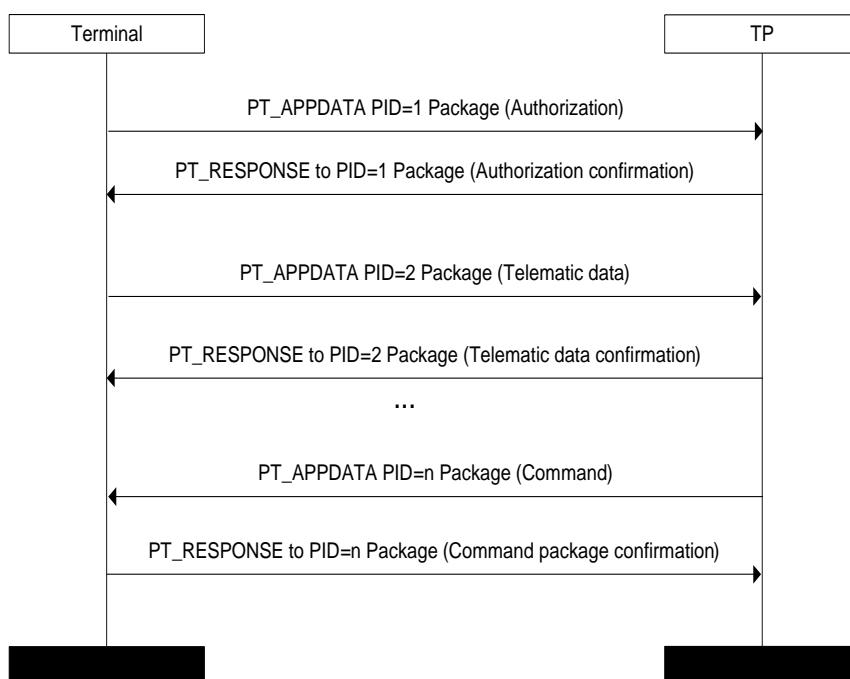 Terminal
TP
PT_APPDATA PID=1 Package (Authorization)
PT_RESPONSE to PID=1 Package (Authorization confirmation)
PT_APPDATA PID=2 Package (Telematic data)
PT_RESPONSE to PID=2 Package (Telematic data confirmation)
...
PT_APPDATA PID=n Package (Command)
PT_RESPONSE to PID=n Package (Command package confirmation)